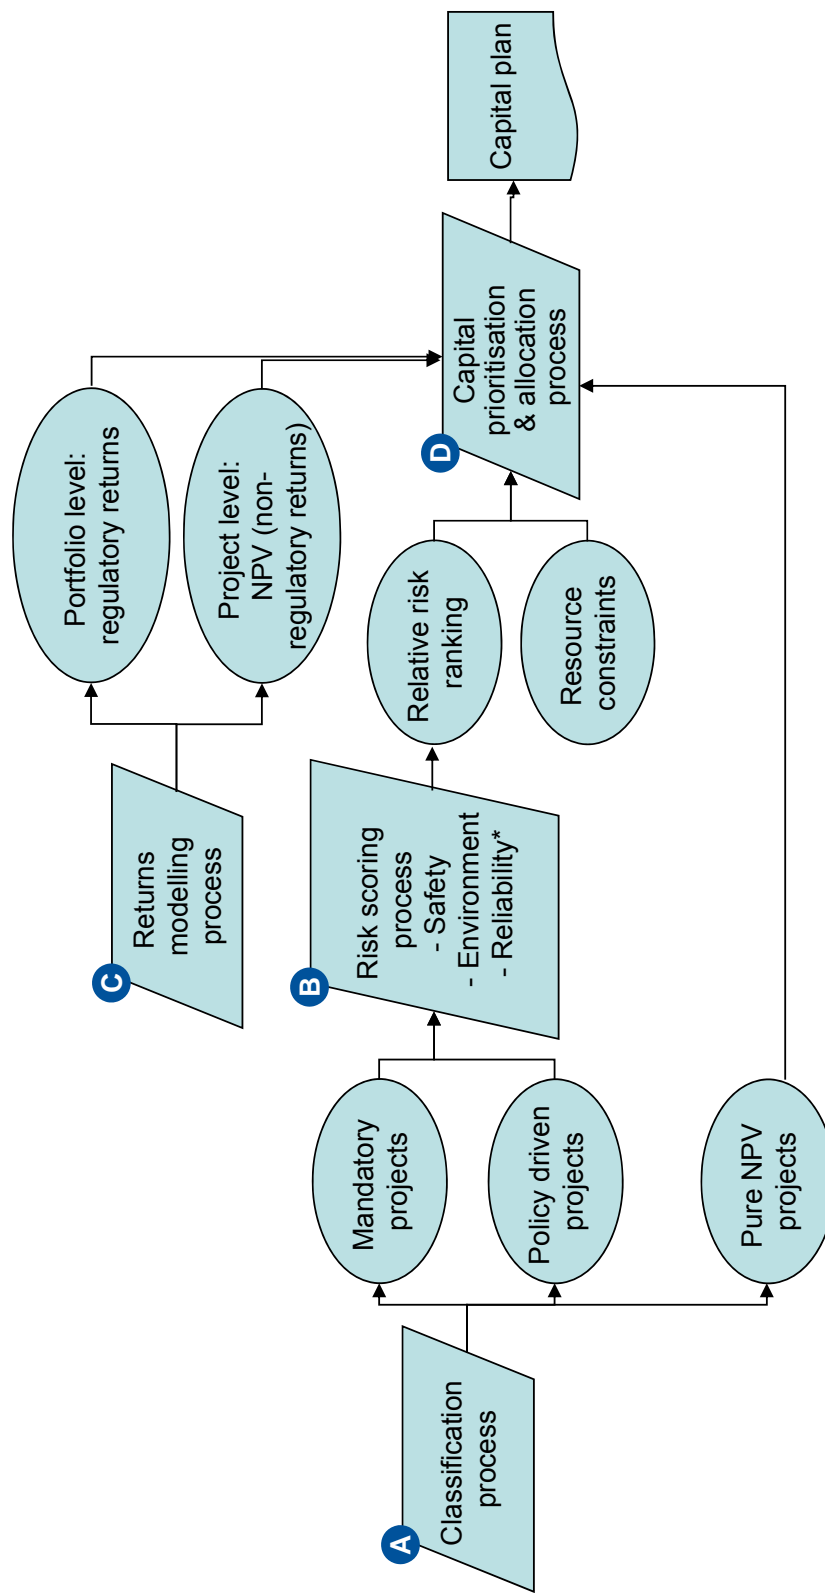 A
Classification
process
Mandatory
projects
Policy driven
projects
Pure NPV
projects
B
Risk scoring
process
- Safety
- Environment
- Reliability*
C
Returns
modelling
process
Portfolio level:
regulatory returns
Project level:
NPV (non-
regulatory returns)
Relative risk
ranking
Resource
constraints
D
Capital
prioritisation
& allocation
process
Capital plan